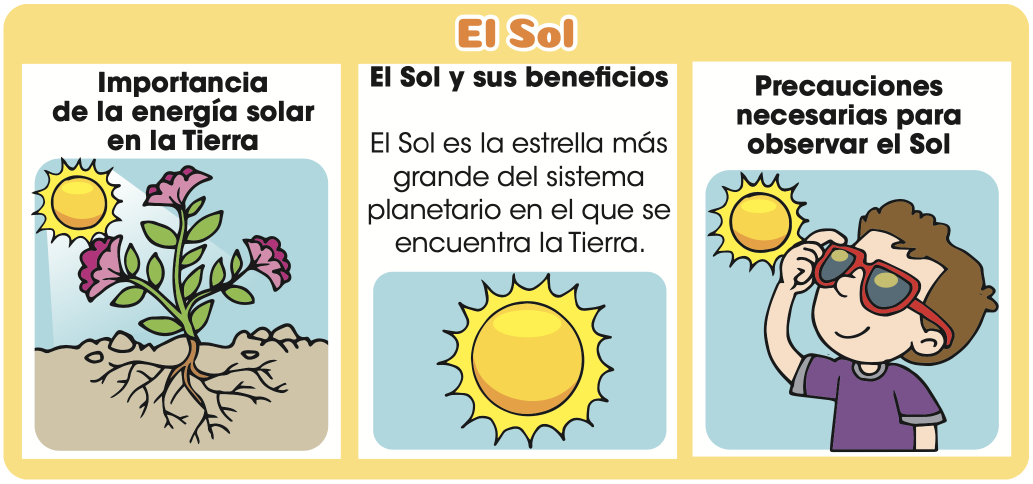 El Sol
Importancia
de la energía solar
en la Tierra
El Sol y sus beneficios
El Sol es la estrella más
grande del sistema
planetario en el que se
encuentra la Tierra.
Precauciones
necesarias para
observar el Sol